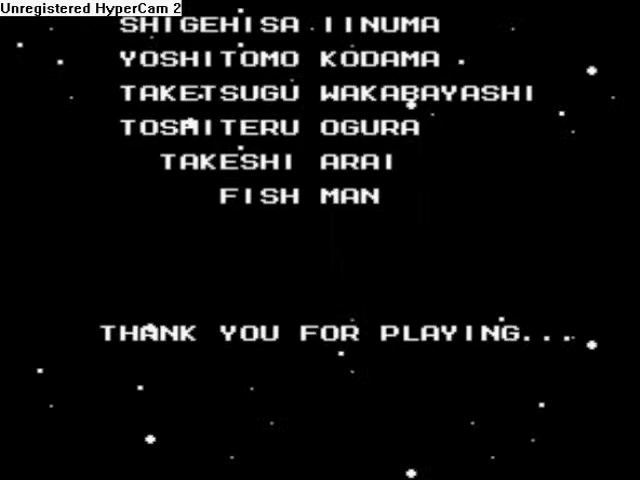 Unregistered HyperCam 2
SHIGEHISA IINUMA
YOSHITOMO KODAMA
TAKETSUGU WAKABAYASHI
TOSHITERU OGURA
TAKESHI ARAI
FISH MAN
THANK YOU FOR PLAYING...